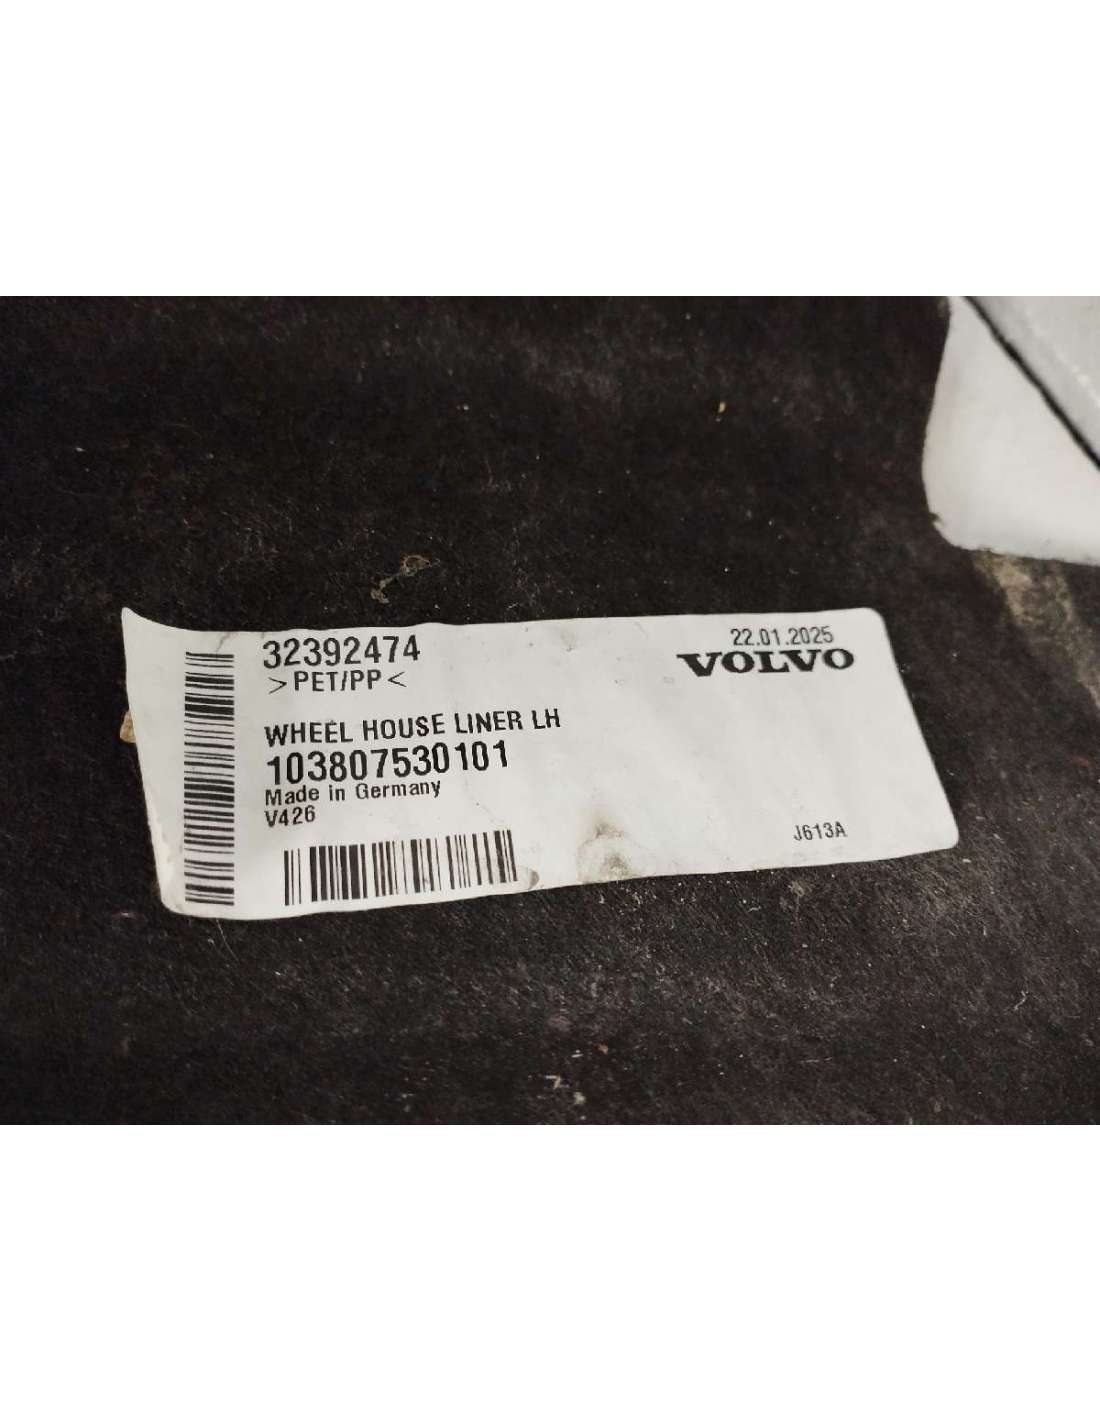 32392474
>PET/PP<
22.01.2025
VOLVO
WHEEL HOUSE LINER LH
103807530101
Made in Germany
V426
J613A